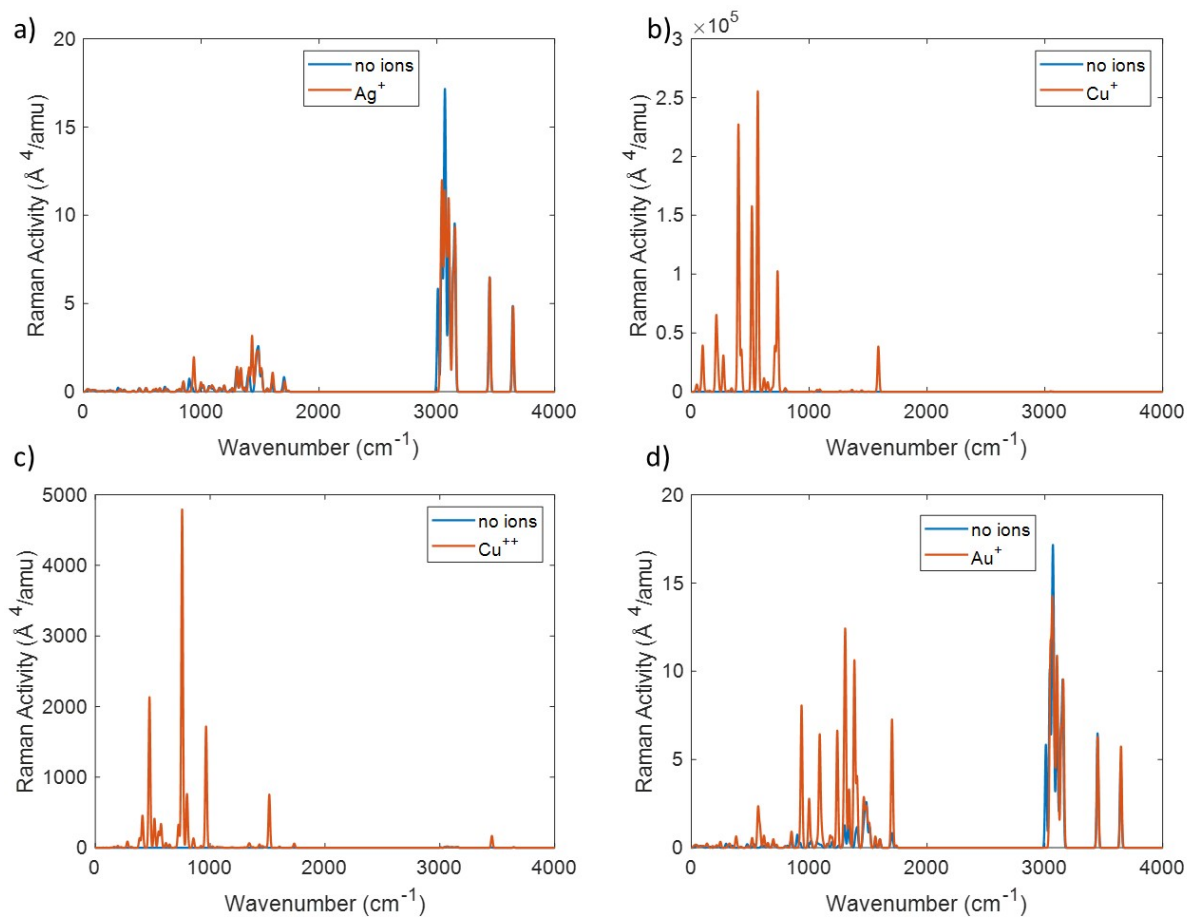 a)
20
15
10
5
0
Raman Activity (Å ⁴/amu)
no ions
Ag⁺
0 1000 2000 3000 4000
Wavenumber (cm⁻¹)
b)
×10⁵
3
2.5
2
1.5
1
0.5
0
Raman Activity (Å ⁴/amu)
no ions
Cu⁺
0 1000 2000 3000 4000
Wavenumber (cm⁻¹)
c)
5000
4000
3000
2000
1000
0
Raman Activity (Å ⁴/amu)
no ions
Cu⁺⁺
0 1000 2000 3000 4000
Wavenumber (cm⁻¹)
d)
20
15
10
5
0
Raman Activity (Å ⁴/amu)
no ions
Au⁺
0 1000 2000 3000 4000
Wavenumber (cm⁻¹)